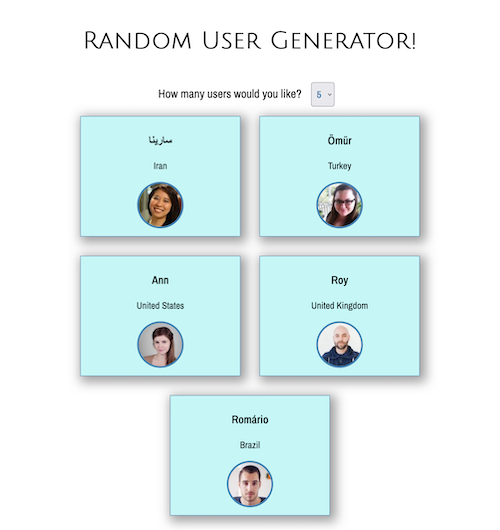 Random User Generator!
How many users would you like? 5
سارینا
Iran
Ömür
Turkey
Ann
United States
Roy
United Kingdom
Romário
Brazil